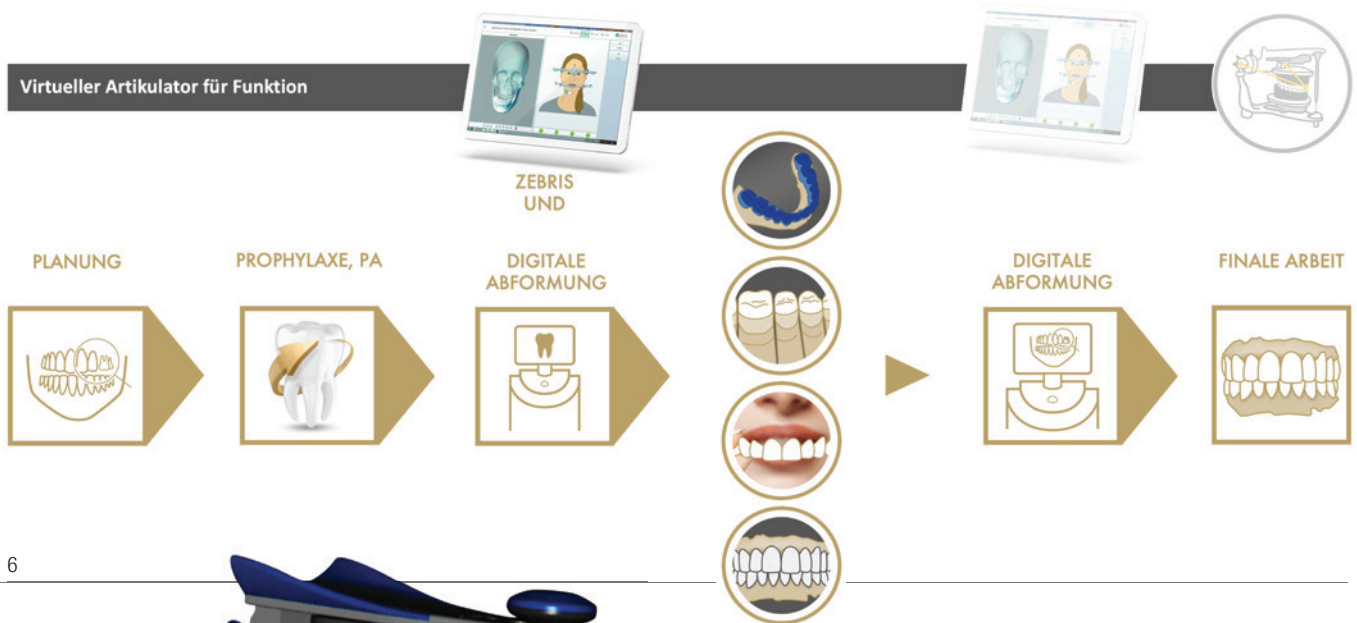 Virtueller Artikulator für Funktion
ZEBRIS
UND
PLANUNG
PROPHYLAXE, PA
DIGITALE
ABFORMUNG
DIGITALE
ABFORMUNG
FINALE ARBEIT
6